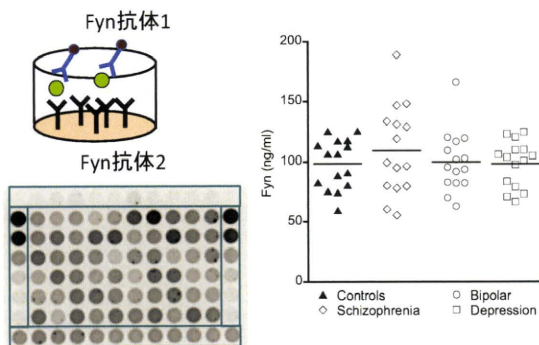 Fyn抗体1
Fyn抗体2
200
150
100
50
0
Fyn (ng/ml)
▲ Controls
○ Bipolar
◇ Schizophrenia
□ Depression